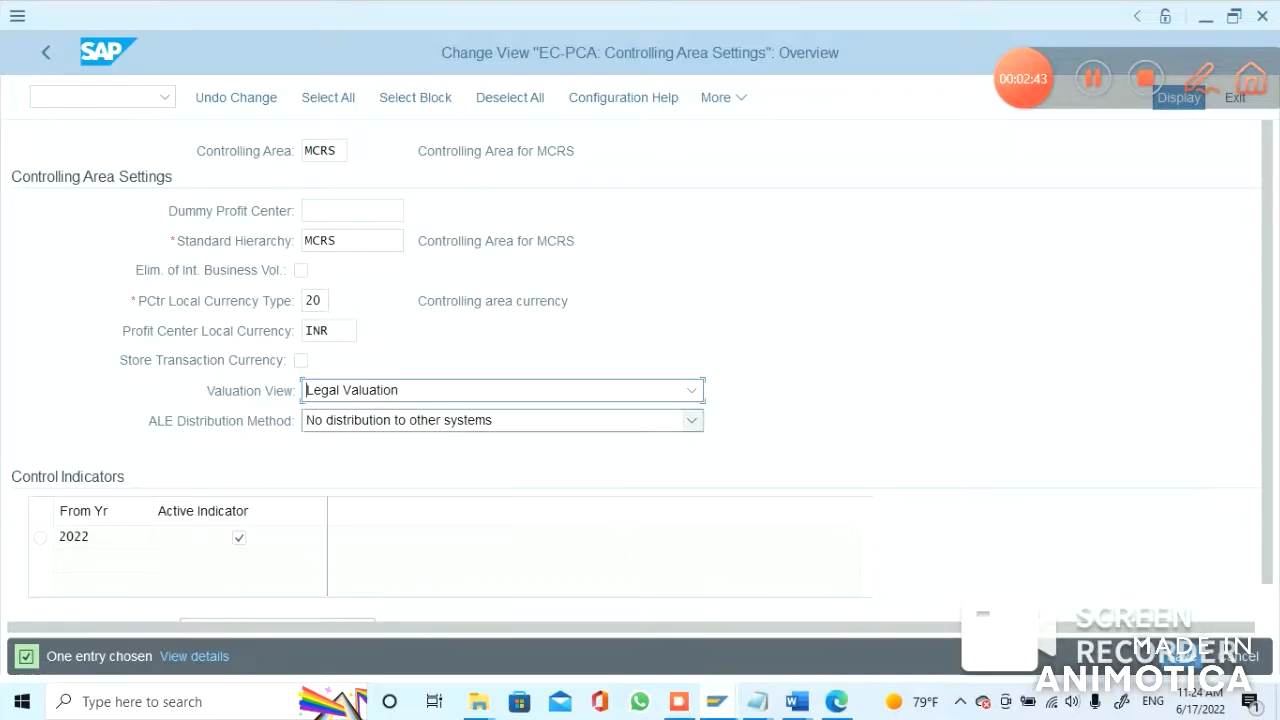 SAP
Change View "EC-PCA: Controlling Area Settings": Overview
00:02:43
Undo Change Select All Select Block Deselect All Configuration Help More Display Exit
Controlling Area: MCRS Controlling Area for MCRS
Controlling Area Settings
Dummy Profit Center:
*Standard Hierarchy: MCRS Controlling Area for MCRS
Elim. of Int. Business Vol.:
* PCtr Local Currency Type: 20 Controlling area currency
Profit Center Local Currency: INR
Store Transaction Currency:
Valuation View: Legal Valuation
ALE Distribution Method: No distribution to other systems
Control Indicators
From Yr Active Indicator
2022
SCREEN
RECORDER
MADE IN
ANIMOTICA
One entry chosen View details Cancel
Type here to search
79°F
ENG
11:24 AM
6/17/2022
1